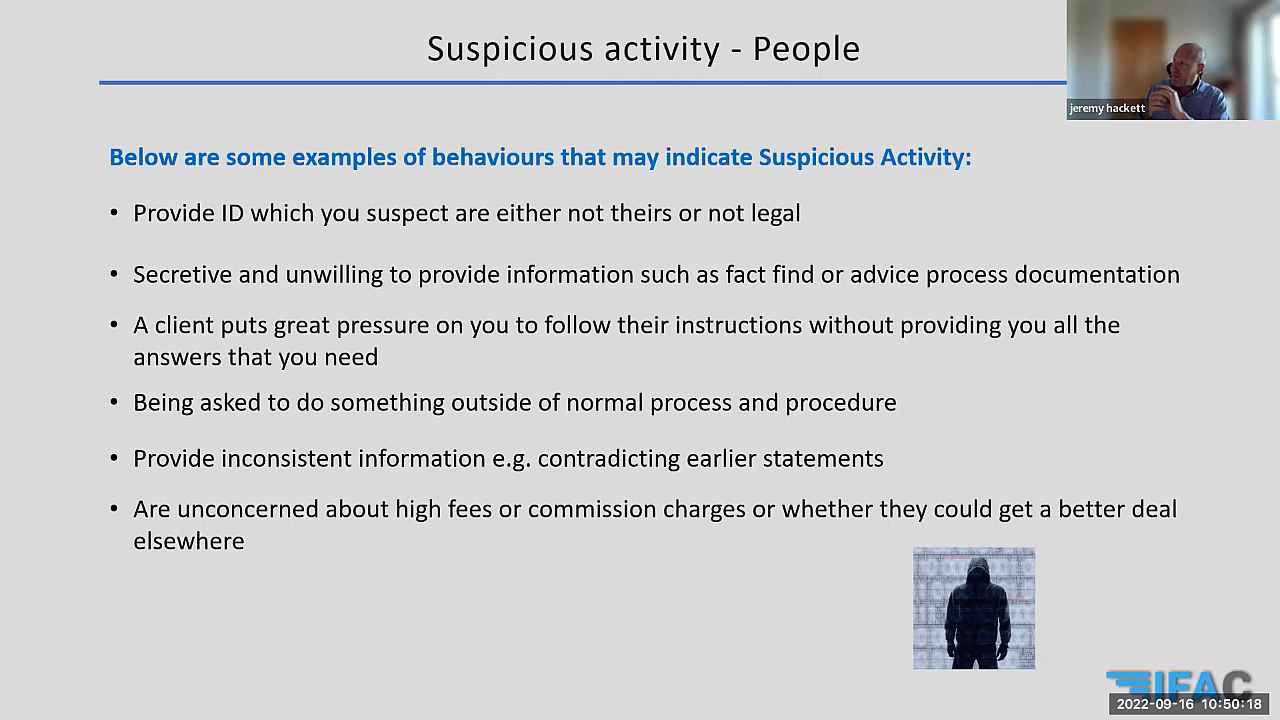 Suspicious activity - People
jeremy hackett
Below are some examples of behaviours that may indicate Suspicious Activity:
• Provide ID which you suspect are either not theirs or not legal
• Secretive and unwilling to provide information such as fact find or advice process documentation
• A client puts great pressure on you to follow their instructions without providing you all the
answers that you need
• Being asked to do something outside of normal process and procedure
• Provide inconsistent information e.g. contradicting earlier statements
• Are unconcerned about high fees or commission charges or whether they could get a better deal
elsewhere
IFAC
2022-09-16 10:50:18